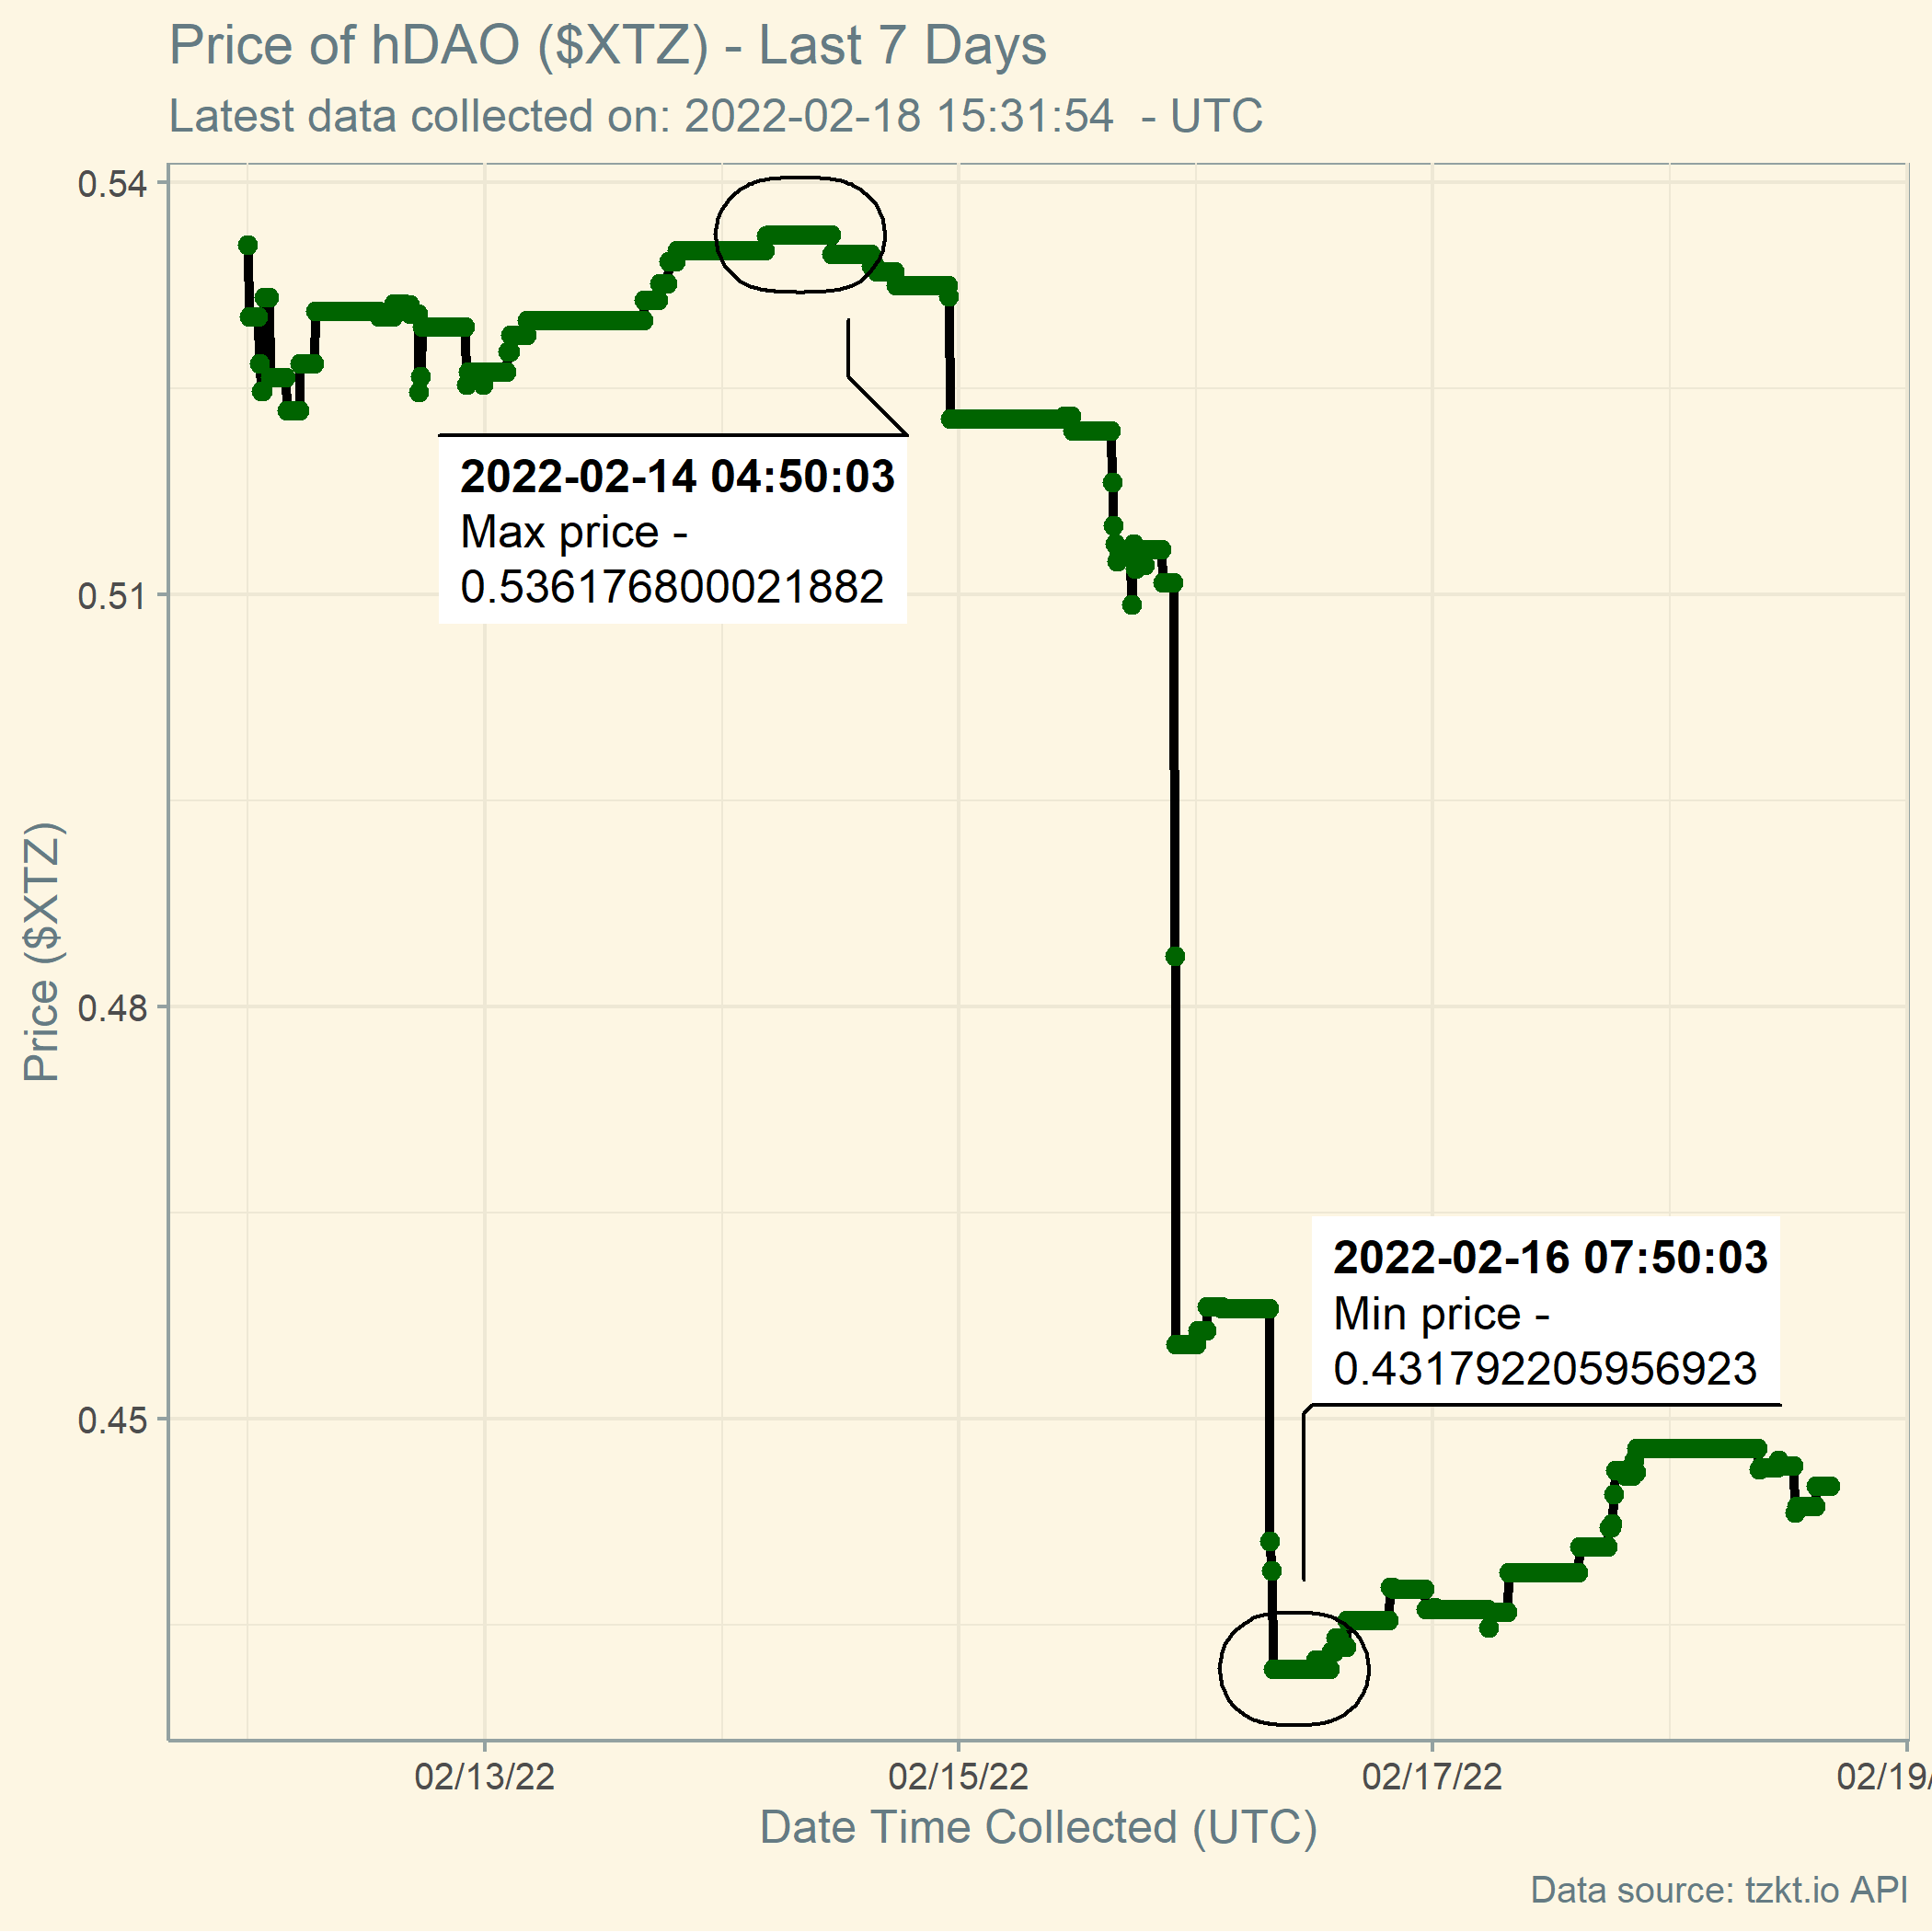 Price of hDAO ($XTZ) - Last 7 Days
Latest data collected on: 2022-02-18 15:31:54  - UTC
0.54
0.51
0.48
0.45
Price ($XTZ)
2022-02-14 04:50:03
Max price -
0.536176800021882
2022-02-16 07:50:03
Min price -
0.431792205956923
02/13/22
02/15/22
02/17/22
02/19/
Date Time Collected (UTC)
Data source: tzkt.io API